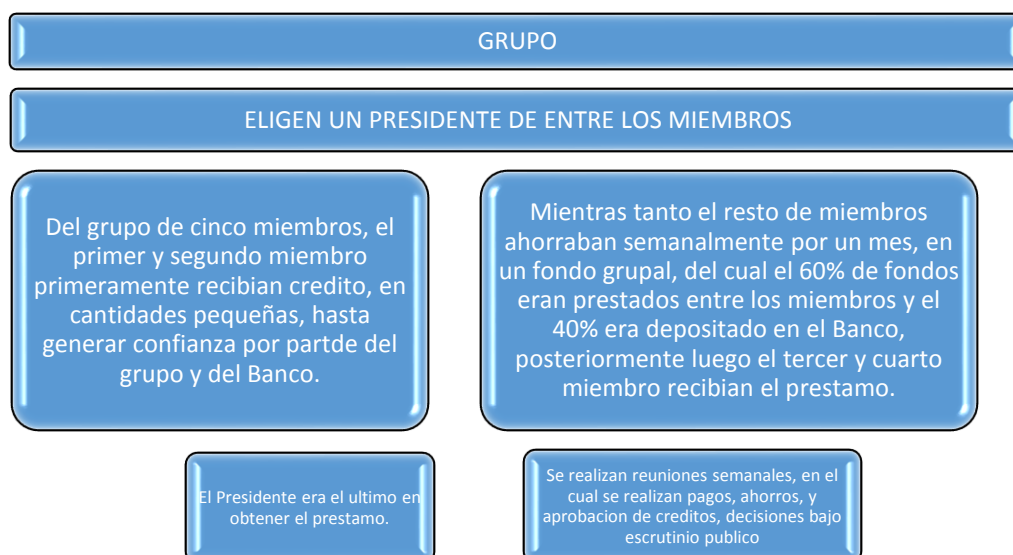 GRUPO
ELIGEN UN PRESIDENTE DE ENTRE LOS MIEMBROS
Del grupo de cinco miembros, el
primer y segundo miembro
primeramente recibian credito, en
cantidades pequeñas, hasta
generar confianza por partde del
grupo y del Banco.
Mientras tanto el resto de miembros
ahorraban semanalmente por un mes, en
un fondo grupal, del cual el 60% de fondos
eran prestados entre los miembros y el
40% era depositado en el Banco,
posteriormente luego el tercer y cuarto
miembro recibian el prestamo.
El Presidente era el ultimo en
obtener el prestamo.
Se realizan reuniones semanales, en el
cual se realizan pagos, ahorros, y
aprobacion de creditos, decisiones bajo
escrutinio publico